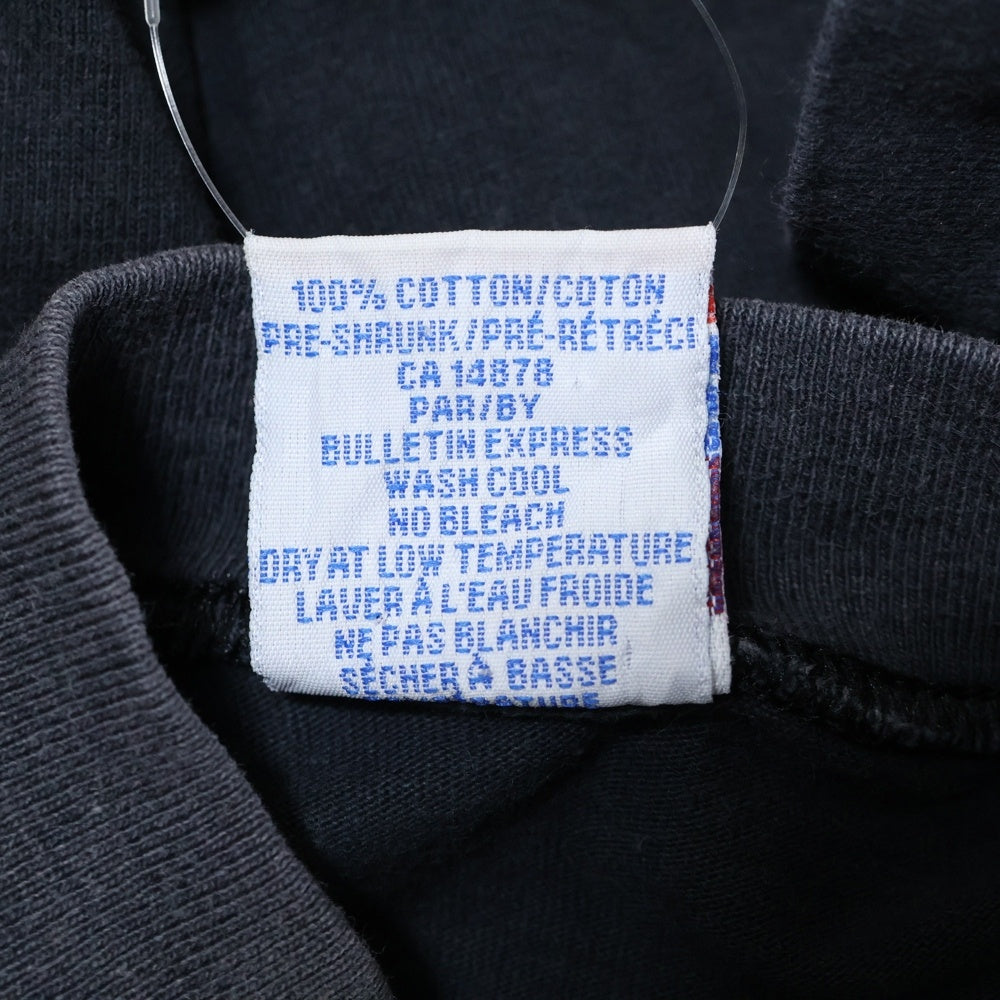 100% COTTON/COTON
PRE-SHRUNK/PRÉ-RÉTRÉCI
CA 14878
PAR/BY
BULLETIN EXPRESS
WASH COOL
NO BLEACH
DRY AT LOW TEMPERATURE
LAVER À L'EAU FROIDE
NE PAS BLANCHIR
SÉCHER À BASSE